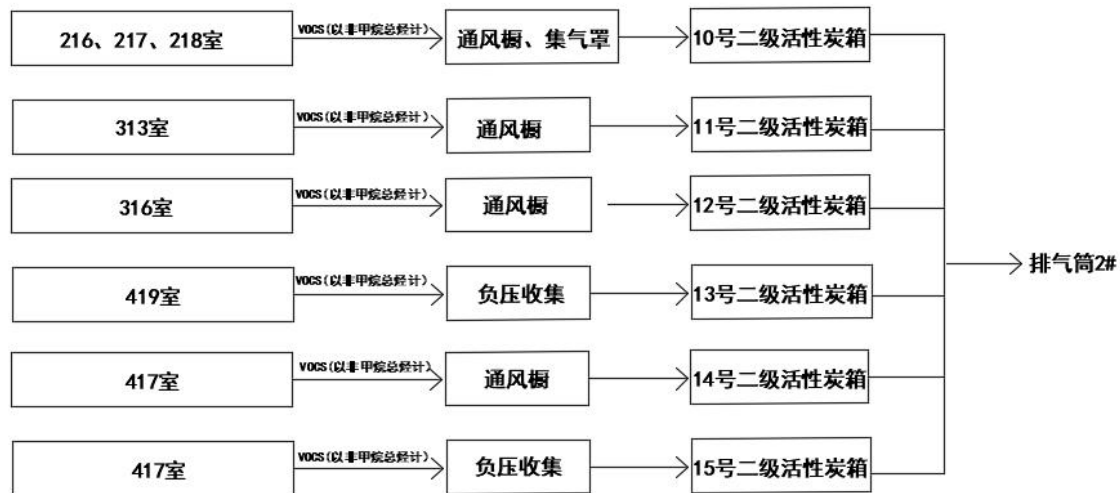 216、217、218室
VOCS(以非甲烷总烃计)
通风橱、集气罩
10号二级活性炭箱
313室
VOCS(以非甲烷总烃计)
通风橱
11号二级活性炭箱
316室
VOCS(以非甲烷总烃计)
通风橱
12号二级活性炭箱
419室
VOCS(以非甲烷总烃计)
负压收集
13号二级活性炭箱
排气筒2#
417室
VOCS(以非甲烷总烃计)
通风橱
14号二级活性炭箱
417室
VOCS(以非甲烷总烃计)
负压收集
15号二级活性炭箱